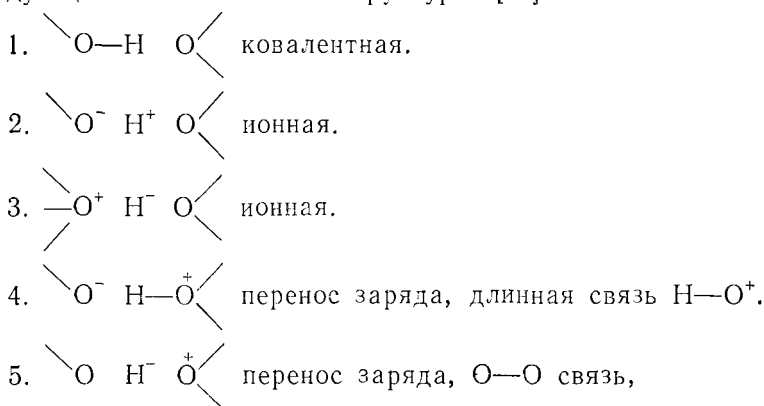 1. O—H O ковалентная.
2. O⁻ H⁺ O ионная.
3. —O⁺ H⁻ O ионная.
4. O⁻ H—O⁺ перенос заряда, длинная связь H—O⁺.
5. O H⁻ O⁺ перенос заряда, O—O связь,